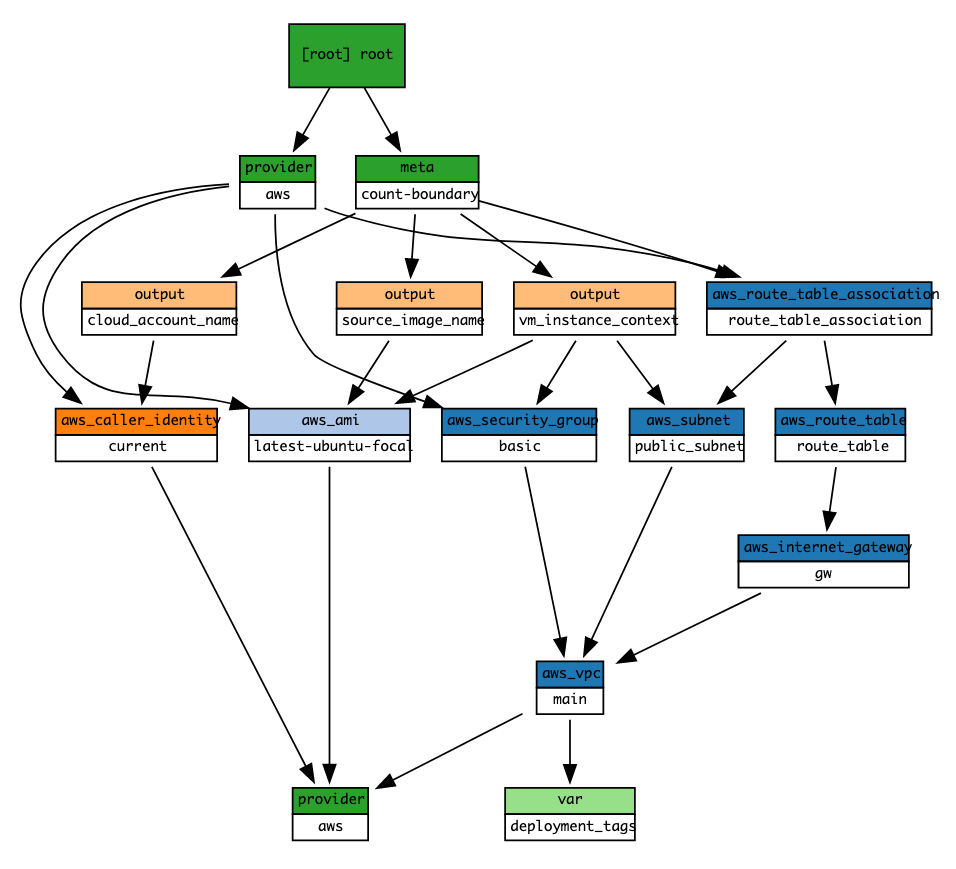 [root] root
provider
aws
meta
count-boundary
output
cloud_account_name
output
source_image_name
output
vm_instance_context
aws_route_table_association
route_table_association
aws_caller_identity
current
aws_ami
latest-ubuntu-focal
aws_security_group
basic
aws_subnet
public_subnet
aws_route_table
route_table
aws_internet_gateway
gw
aws_vpc
main
provider
aws
var
deployment_tags